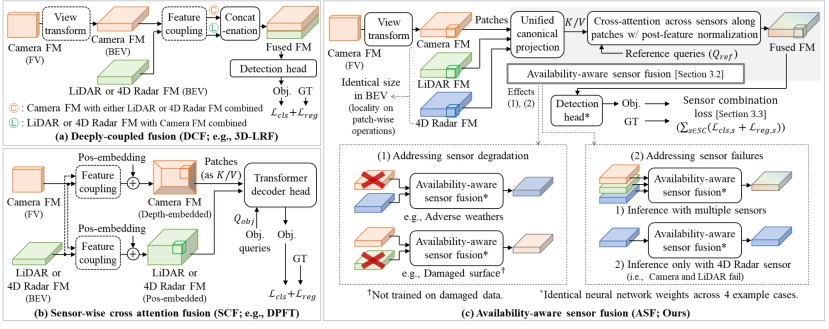 View
transform
Camera FM
(FV)
Camera FM
(BEV)
Feature
coupling
C
L
Concat
-enation
Fused FM
LiDAR or 4D Radar FM (BEV)
Detection head
Obj. GT
ℒcls+ℒreg
C : Camera FM with either LiDAR or 4D Radar FM combined
L : LiDAR or 4D Radar FM with Camera FM combined
(a) Deeply-coupled fusion (DCF; e.g., 3D-LRF)
Pos-embedding
Feature
coupling
Camera FM
(FV)
Camera FM
(Depth-embedded)
Patches
(as K/V)
Transformer
decoder head
Qobj
Obj.
queries
Obj.
GT
ℒcls+ℒreg
Pos-embedding
Feature
coupling
LiDAR or
4D Radar FM
(BEV)
LiDAR or
4D Radar FM
(Pos-embedded)
(b) Sensor-wise cross attention fusion (SCF; e.g., DPFT)
Camera FM
(FV)
View
transform
Camera FM
Patches
LiDAR FM
4D Radar FM
Identical size
in BEV
(locality on
patch-wise
operations)
Unified
canonical
projection
K/V
Cross-attention across sensors along
patches w/ post-feature normalization
Reference queries (Qref)
Fused FM
Availability-aware sensor fusion [Section 3.2]
Effects
(1), (2)
Detection
head*
Obj.
GT
Sensor combination
loss [Section 3.3]
(∑s∈SC(ℒcls,s + ℒreg,s))
(1) Addressing sensor degradation
Availability-aware
sensor fusion*
e.g., Adverse weathers
Availability-aware
sensor fusion*
e.g., Damaged surface†
(2) Addressing sensor failures
Availability-aware
sensor fusion*
1) Inference with multiple sensors
Availability-aware
sensor fusion*
2) Inference only with 4D Radar sensor
(i.e., Camera and LiDAR fail)
†Not trained on damaged data.
*Identical neural network weights across 4 example cases.
(c) Availability-aware sensor fusion (ASF; Ours)